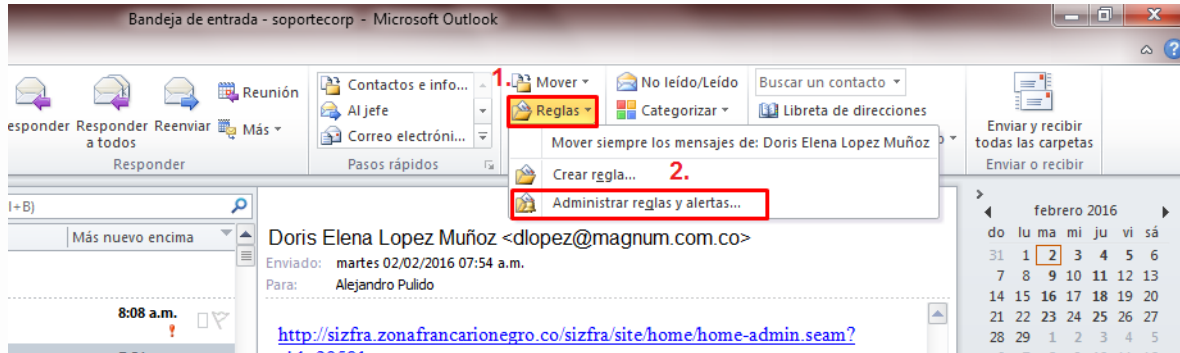 Bandeja de entrada - soportecorp - Microsoft Outlook
Responder
Responder a todos
Reenviar
Reunión
Más
Responder
Contactos e info...
Al jefe
Correo electróni...
Pasos rápidos
1.
Mover
Reglas
No leído/Leído
Categorizar
Buscar un contacto
Libreta de direcciones
Enviar y recibir
todas las carpetas
Enviar o recibir
Mover siempre los mensajes de: Doris Elena Lopez Muñoz
Crear regla...
2.
Administrar reglas y alertas...
l+B)
Más nuevo encima
8:08 a.m.
Doris Elena Lopez Muñoz <dlopez@magnum.com.co>
Enviado: martes 02/02/2016 07:54 a.m.
Para: Alejandro Pulido
http://sizfra.zonafrancarionegro.co/sizfra/site/home/home-admin.seam?
febrero 2016
do lu ma mi ju vi sá
31 1 2 3 4 5 6
7 8 9 10 11 12 13
14 15 16 17 18 19 20
21 22 23 24 25 26 27
28 29 1 2 3 4 5